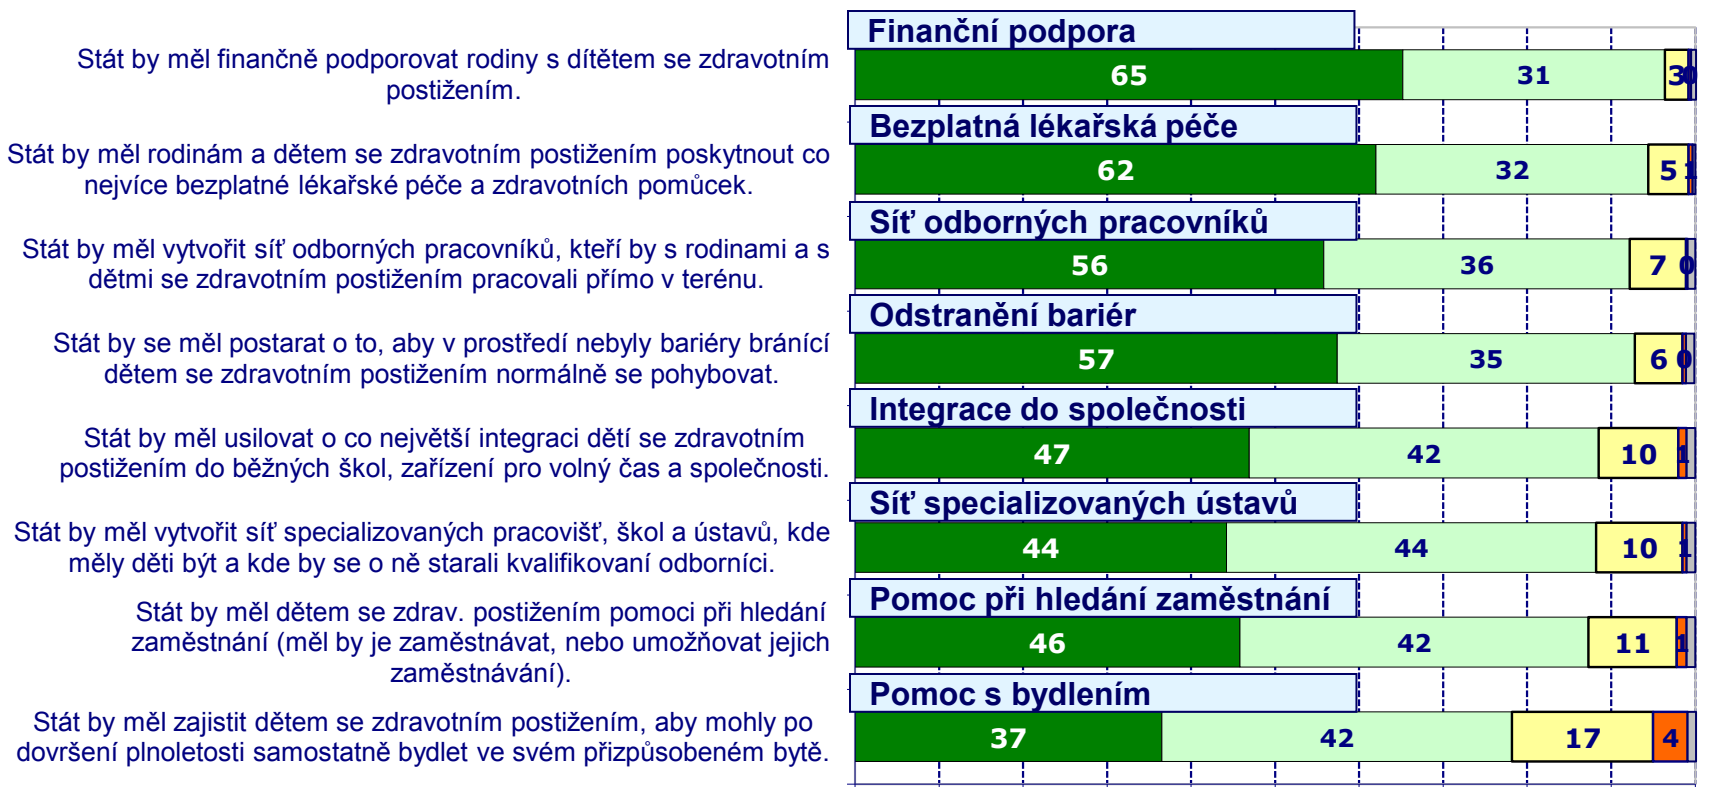 Finanční podpora
Stát by měl finančně podporovat rodiny s dítětem se zdravotním
postižením.
65 31 3 0
Bezplatná lékařská péče
Stát by měl rodinám a dětem se zdravotním postižením poskytnout co
nejvíce bezplatné lékařské péče a zdravotních pomůcek.
62 32 5 1
Síť odborných pracovníků
Stát by měl vytvořit síť odborných pracovníků, kteří by s rodinami a s
dětmi se zdravotním postižením pracovali přímo v terénu.
56 36 7 0
Odstranění bariér
Stát by se měl postarat o to, aby v prostředí nebyly bariéry bránící
dětem se zdravotním postižením normálně se pohybovat.
57 35 6 0
Integrace do společnosti
Stát by měl usilovat o co největší integraci dětí se zdravotním
postižením do běžných škol, zařízení pro volný čas a společnosti.
47 42 10 1
Síť specializovaných ústavů
Stát by měl vytvořit síť specializovaných pracovišť, škol a ústavů, kde
měly děti být a kde by se o ně starali kvalifikovaní odborníci.
44 44 10 1
Pomoc při hledání zaměstnání
Stát by měl dětem se zdrav. postižením pomoci při hledání
zaměstnání (měl by je zaměstnávat, nebo umožňovat jejich
zaměstnávání).
46 42 11 1
Pomoc s bydlením
Stát by měl zajistit dětem se zdravotním postižením, aby mohly po
dovršení plnoletosti samostatně bydlet ve svém přizpůsobeném bytě.
37 42 17 4